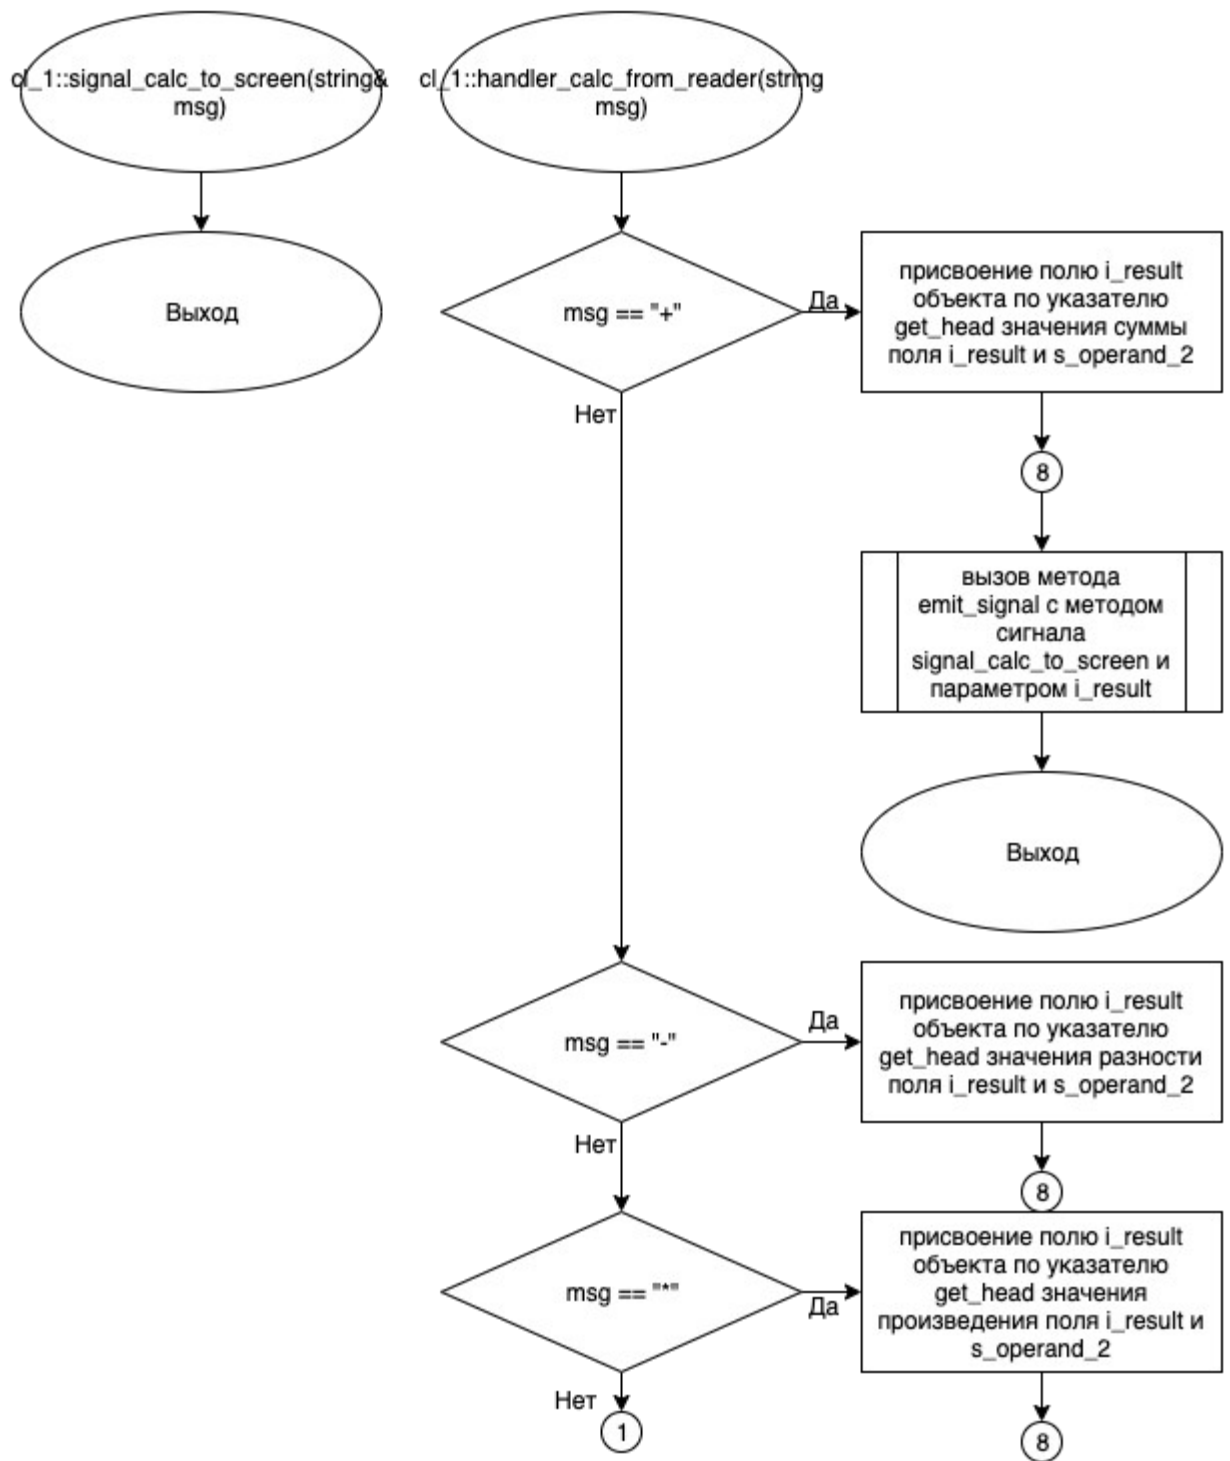 cl_1::signal_calc_to_screen(string&
msg)
cl_1::handler_calc_from_reader(string
msg)
Выход
msg == "+"
Да
присвоение полю i_result
объекта по указателю
get_head значения суммы
поля i_result и s_operand_2
Нет
8
вызов метода
emit_signal с методом
сигнала
signal_calc_to_screen и
параметром i_result
Выход
msg == "-"
Да
присвоение полю i_result
объекта по указателю
get_head значения разности
поля i_result и s_operand_2
Нет
8
msg == "*"
Да
присвоение полю i_result
объекта по указателю
get_head значения
произведения поля i_result и
s_operand_2
Нет
1
8